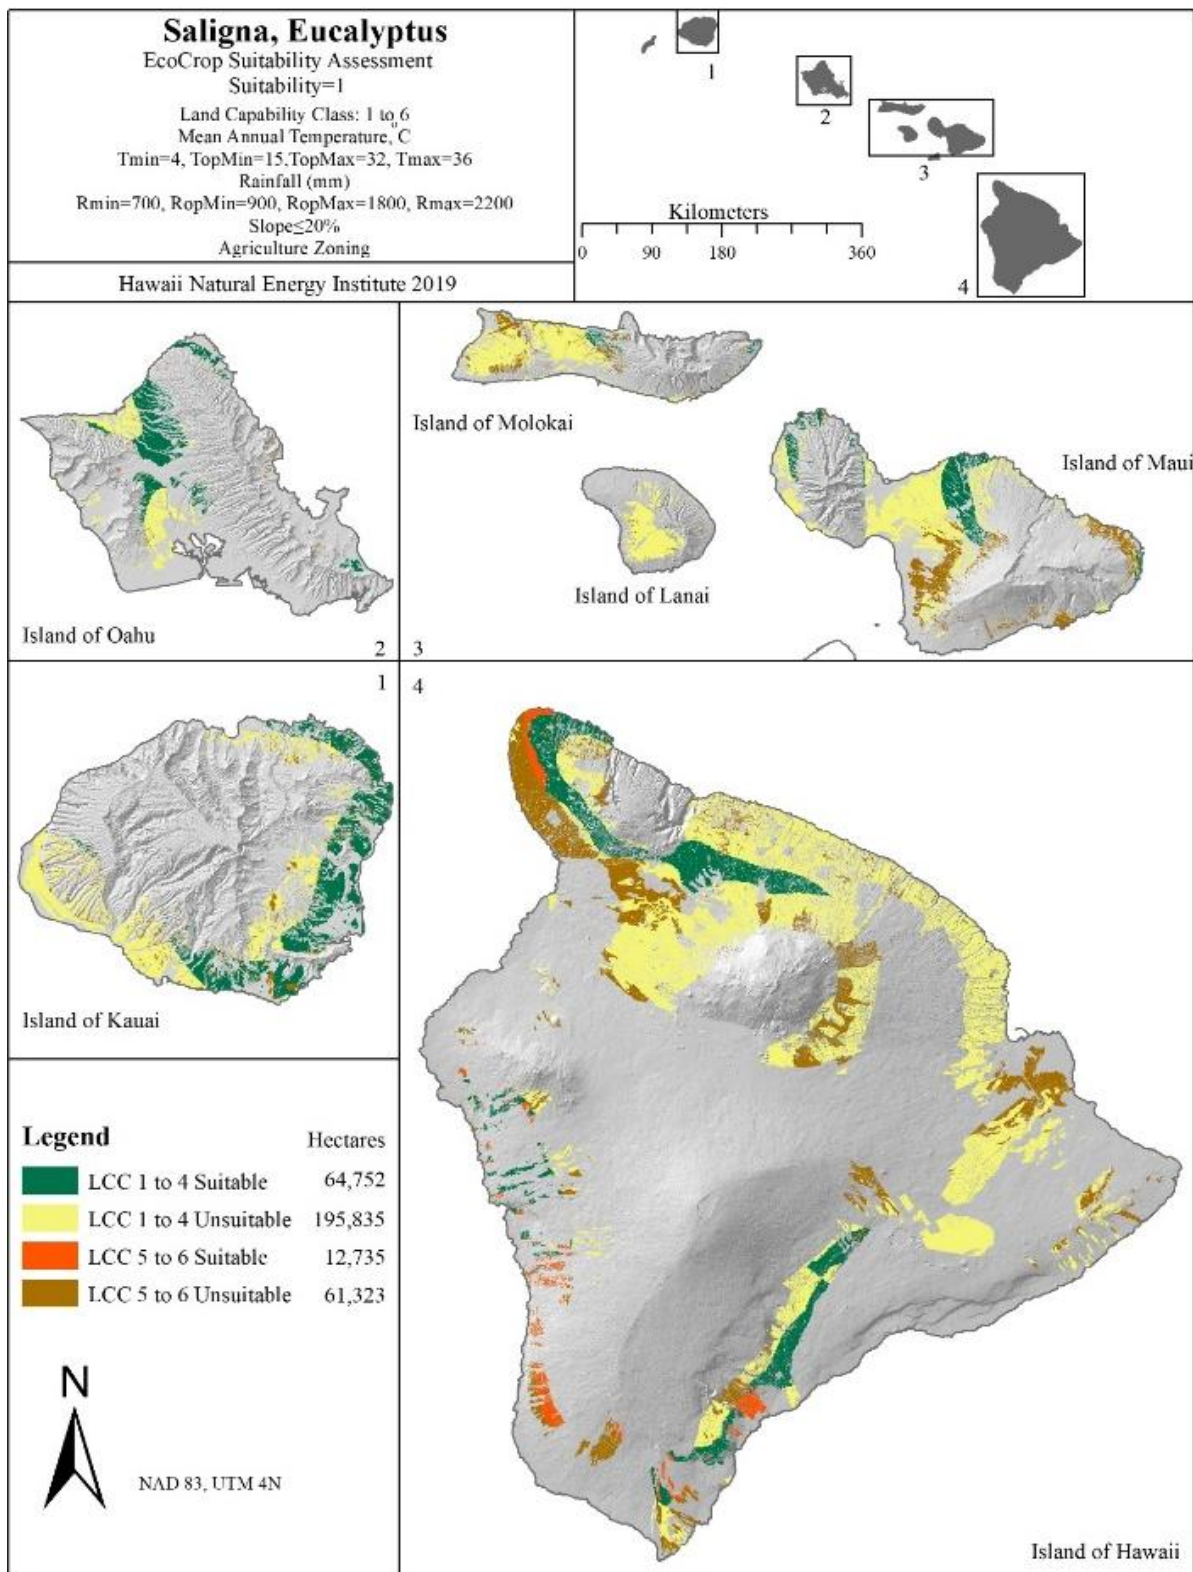 Saligna, Eucalyptus
EcoCrop Suitability Assessment
Suitability=1
Land Capability Class: 1 to 6
Mean Annual Temperature, °C
Tmin=4, TopMin=15,TopMax=32, Tmax=36
Rainfall (mm)
Rmin=700, RopMin=900, RopMax=1800, Rmax=2200
Slope≤20%
Agriculture Zoning
Hawaii Natural Energy Institute 2019
1
2
3
4
Kilometers
0 90 180 360
Island of Oahu
2
Island of Molokai
Island of Maui
Island of Lanai
3
1
Island of Kauai
4
Island of Hawaii
Legend Hectares
LCC 1 to 4 Suitable 64,752
LCC 1 to 4 Unsuitable 195,835
LCC 5 to 6 Suitable 12,735
LCC 5 to 6 Unsuitable 61,323
N
NAD 83, UTM 4N